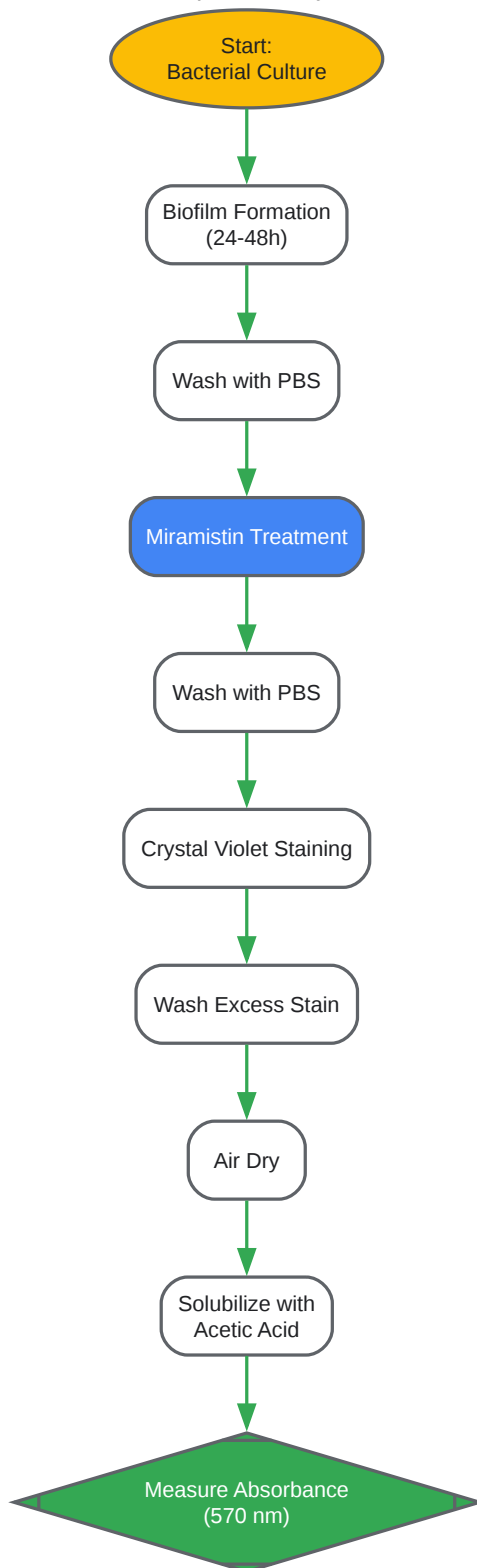 Start:
Bacterial Culture
Biofilm Formation
(24-48h)
Wash with PBS
Miramistin Treatment
Wash with PBS
Crystal Violet Staining
Wash Excess Stain
Air Dry
Solubilize with
Acetic Acid
Measure Absorbance
(570 nm)